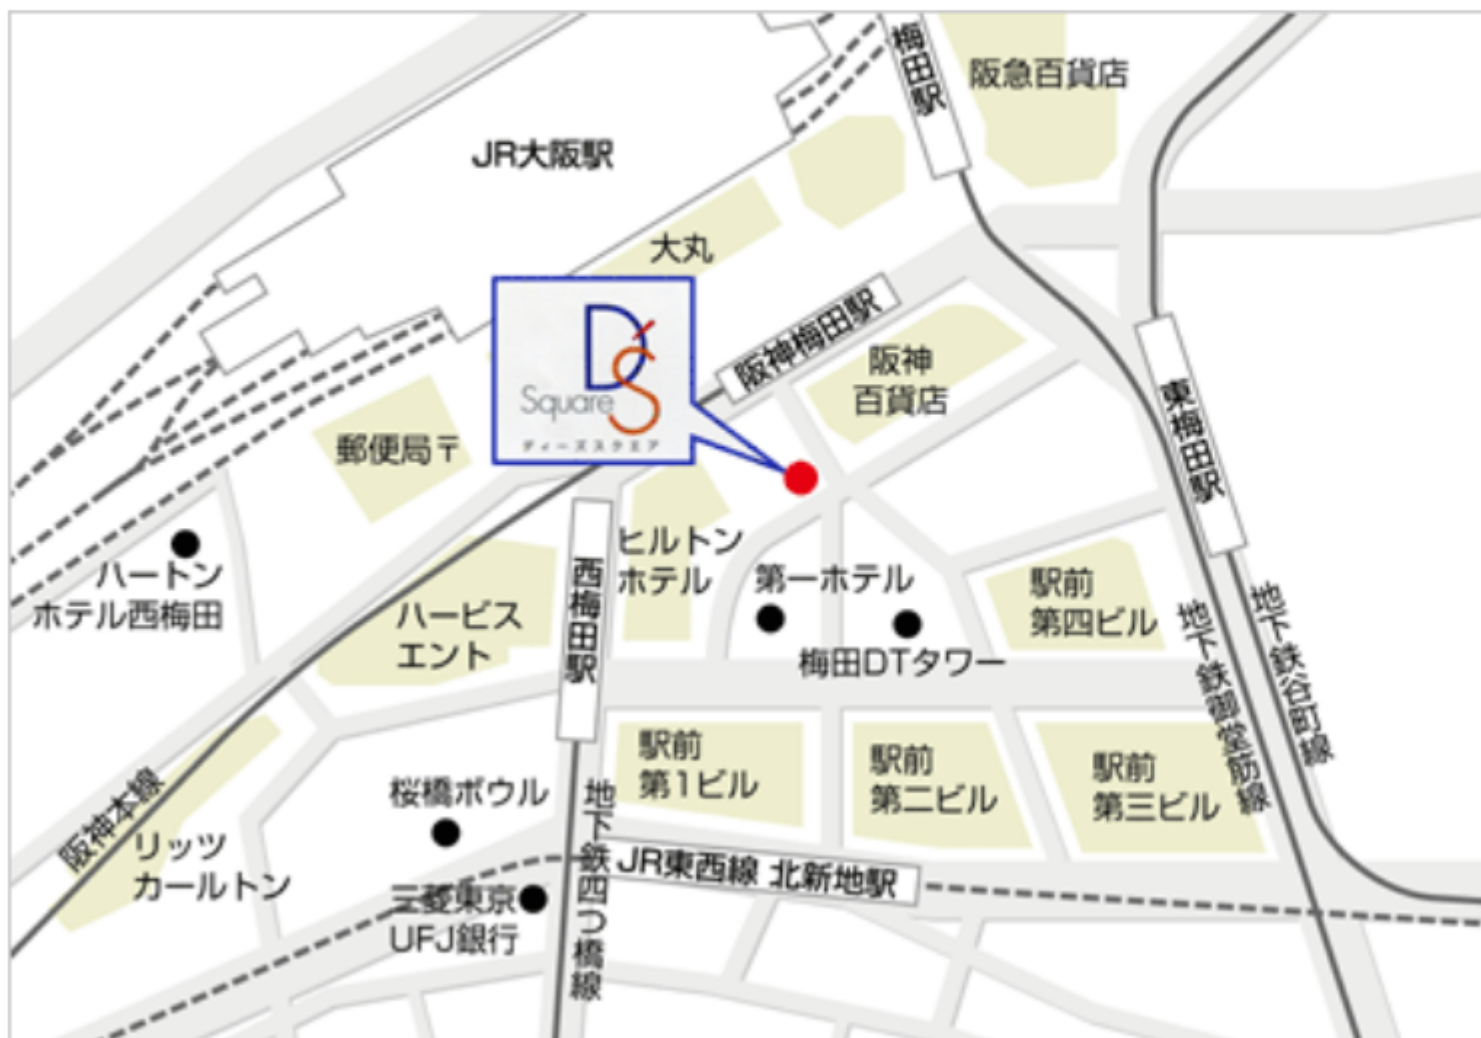 梅田駅
阪急百貨店
JR大阪駅
大丸
D'S
Square
ディーズスクエア
阪神梅田駅
阪神
百貨店
東梅田駅
郵便局〒
ハートン
ホテル西梅田
ヒルトン
ホテル
西梅田駅
第一ホテル
梅田DTタワー
駅前
第四ビル
ハービス
エント
地下鉄御堂筋線
地下鉄谷町線
駅前
第1ビル
駅前
第二ビル
駅前
第三ビル
桜橋ボウル
阪神本線
リッツ
カールトン
地下鉄四つ橋線
JR東西線 北新地駅
三菱東京
UFJ銀行